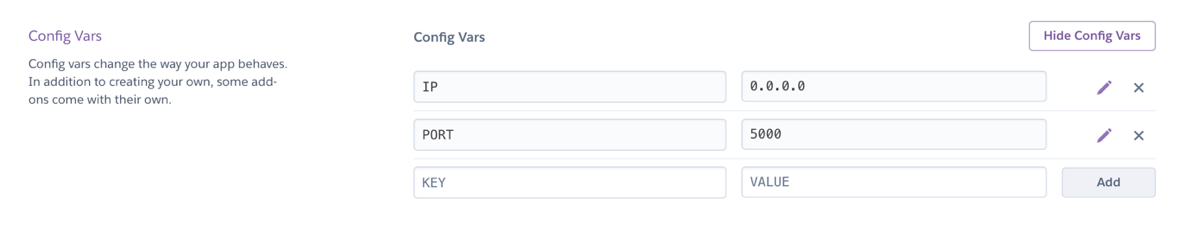 Config Vars
Config vars change the way your app behaves.
In addition to creating your own, some add-
ons come with their own.
Config Vars
Hide Config Vars
IP
0.0.0.0
PORT
5000
KEY
VALUE
Add